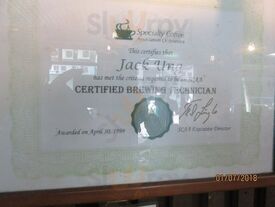 Specialty Coffee
Association of America
This certifies that
Jack Ung
has met the criteria required to be an SCAA
CERTIFIED BREWING TECHNICIAN
Awarded on April 30, 1999
SCAA Executive Director
01/07/2018